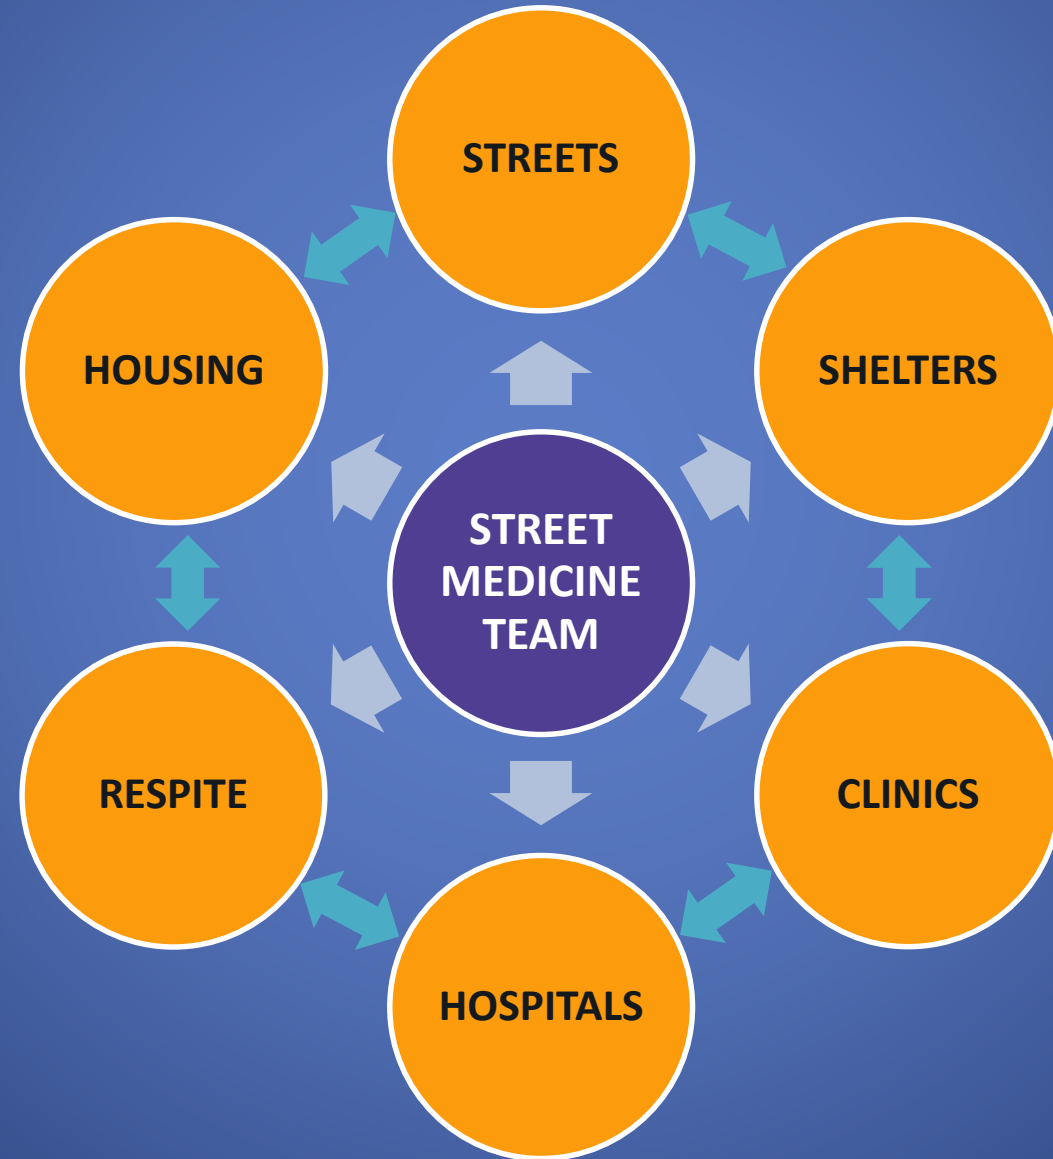 STREETS
HOUSING
SHELTERS
STREET
MEDICINE
TEAM
RESPITE
CLINICS
HOSPITALS